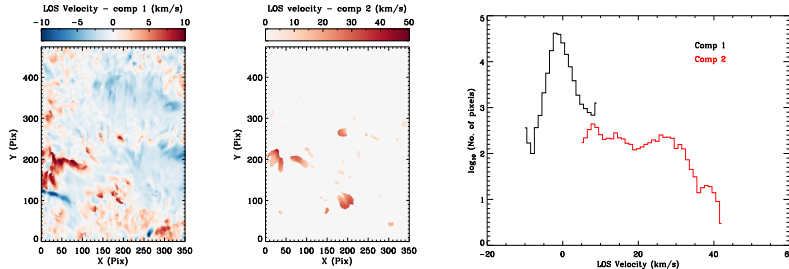 LOS Velocity - comp 1 (km/s)
-10 -5 0 5 10
Y (Pix)
400
300
200
100
0
0 50 100 150 200 250 300 350
X (Pix)
LOS Velocity - comp 2 (km/s)
0 10 20 30 40 50
Y (Pix)
400
300
200
100
0
0 50 100 150 200 250 300 350
X (Pix)
log10 (No. of pixels)
5
4
3
2
1
0
Comp 1
Comp 2
-20 0 20 40 60
LOS Velocity (km/s)